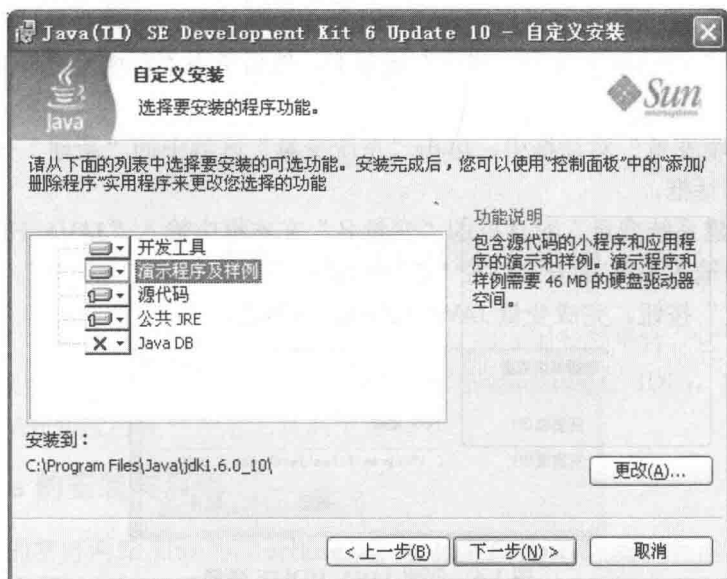 Java(TM) SE Development Kit 6 Update 10 - 自定义安装
自定义安装
选择要安装的程序功能。
Java
Sun
microsystems
请从下面的列表中选择要安装的可选功能。安装完成后，您可以使用“控制面板”中的“添加/
删除程序”实用程序来更改您选择的功能
开发工具
演示程序及样例
源代码
公共 JRE
Java DB
功能说明
包含源代码的小程序和应用程
序的演示和样例。演示程序和
样例需要 46 MB 的硬盘驱动器
空间。
安装到：
C:\Program Files\Java\jdk1.6.0_10\
更改(A)...
< 上一步(B)
下一步(N) >
取消